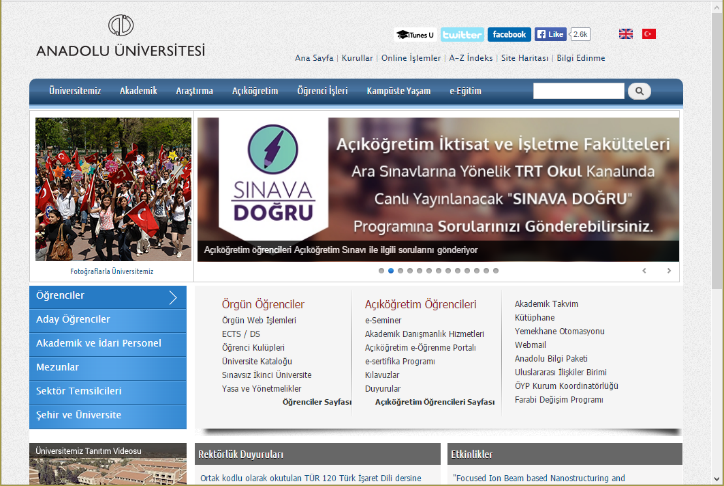 ANADOLU ÜNİVERSİTESİ
iTunes U
twitter
facebook
Like
2.6k
Ana Sayfa | Kurullar | Online İşlemler | A-Z İndeks | Site Haritası | Bilgi Edinme
Üniversitemiz Akademik Araştırma Açıköğretim Öğrenci İşleri Kampüste Yaşam e-Eğitim
SINAVA
DOĞRU
Açıköğretim İktisat ve İşletme Fakülteleri
Ara Sınavlarına Yönelik TRT Okul Kanalında
Canlı Yayınlanacak "SINAVA DOĞRU"
Programına Sorularınızı Gönderebilirsiniz.
Açıköğretim öğrencileri Açıköğretim Sınavı ile ilgili sorularını gönderiyor
Fotoğraflarla Üniversitemiz
Öğrenciler
Aday Öğrenciler
Akademik ve İdari Personel
Mezunlar
Sektör Temsilcileri
Şehir ve Üniversite
Örgün Öğrenciler
Örgün Web İşlemleri
ECTS / DS
Öğrenci Kulüpleri
Üniversite Kataloğu
Sınavsız İkinci Üniversite
Yasa ve Yönetmelikler
Öğrenciler Sayfası
Açıköğretim Öğrencileri
e-Seminer
Akademik Danışmanlık Hizmetleri
Açıköğretim e-Öğrenme Portalı
e-sertifika Programı
Kılavuzlar
Duyurular
Açıköğretim Öğrencileri Sayfası
Akademik Takvim
Kütüphane
Yemekhane Otomasyonu
Webmail
Anadolu Bilgi Paketi
Uluslararası İlişkiler Birimi
ÖYP Kurum Koordinatörlüğü
Farabi Değişim Programı
Üniversitemiz Tanıtım Videosu
Rektörlük Duyuruları
Ortak kodlu olarak okutulan TÜR 120 Türk İşaret Dili dersine
Etkinlikler
"Focused Ion Beam based Nanostructuring and